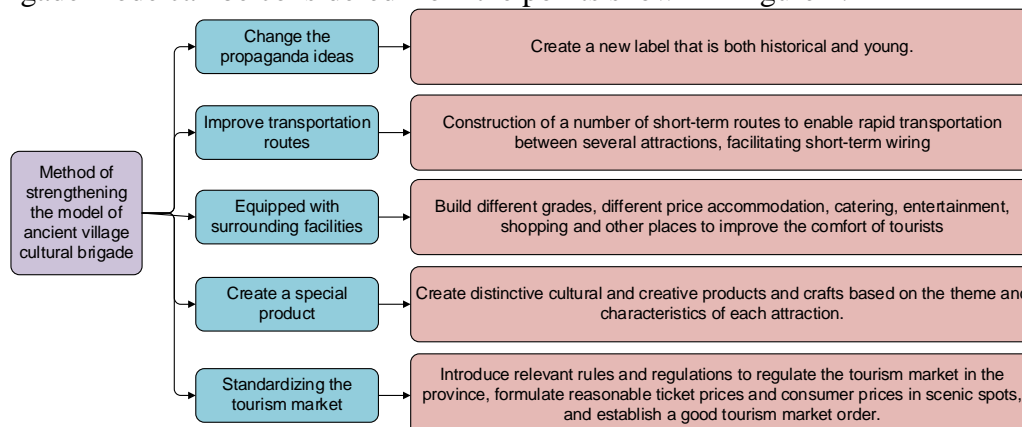 Change the
propaganda ideas
Create a new label that is both historical and young.
Improve transportation
routes
Construction of a number of short-term routes to enable rapid transportation
between several attractions, facilitating short-term wiring
Method of
strengthening
the model of
ancient village
cultural brigade
Equipped with
surrounding facilities
Build different grades, different price accommodation, catering, entertainment,
shopping and other places to improve the comfort of tourists
Create a special
product
Create distinctive cultural and creative products and crafts based on the theme and
characteristics of each attraction.
Standardizing the
tourism market
Introduce relevant rules and regulations to regulate the tourism market in the
province, formulate reasonable ticket prices and consumer prices in scenic spots,
and establish a good tourism market order.